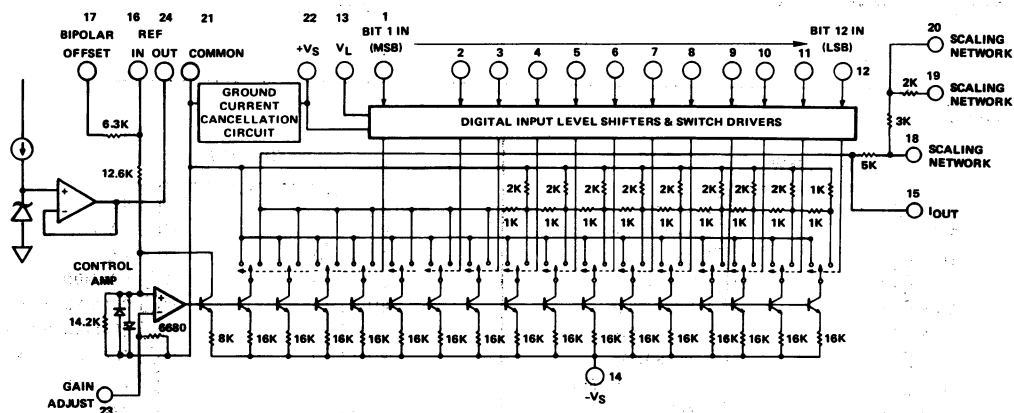 17 16 24 21 22 13 1 20
BIPOLAR OFFSET
REF
IN OUT
COMMON
+VS
VL
BIT 1 IN
(MSB)
BIT 12 IN
(LSB)
2 3 4 5 6 7 8 9 10 11 12
SCALING
NETWORK
19
SCALING
NETWORK
2K
3K
GROUND
CURRENT
CANCELLATION
CIRCUIT
DIGITAL INPUT LEVEL SHIFTERS & SWITCH DRIVERS
6.3K
12.6K
18
SCALING
NETWORK
5K
15
IOUT
2K 2K 2K 2K 2K 2K 2K 1K
1K 1K 1K 1K 1K 1K 1K 1K
+
−
CONTROL
AMP
+
−
14.2K
6680
8K 16K 16K 16K 16K 16K 16K 16K 16K 16K 16K 16K 16K 16K 16K 16K
14
-VS
GAIN
ADJUST
23